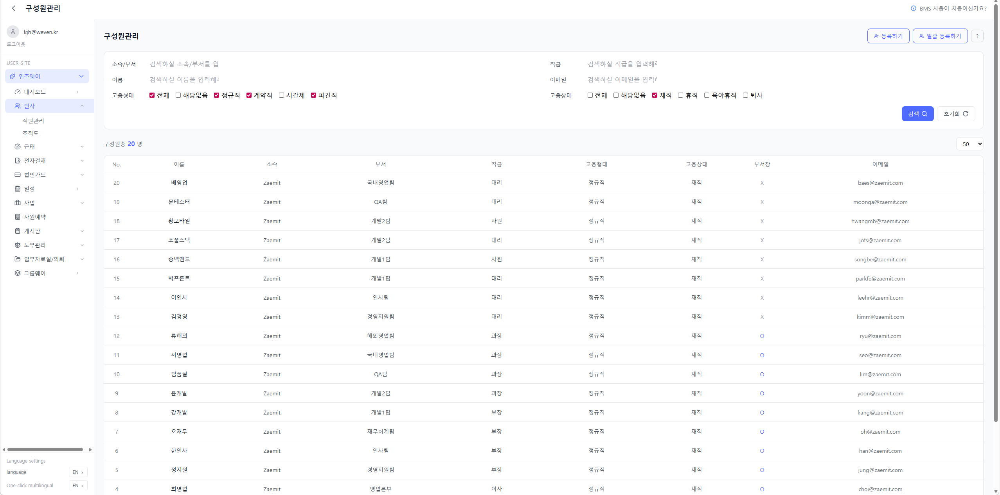 구성원관리
BMS 사용이 처음이신가요?
kjh@weven.kr
로그아웃
USER SITE
위즈웨어
대시보드
인사
직원관리
조직도
근태
전자결재
법인카드
일정
사업
자원예약
게시판
노무관리
업무자료실/의뢰
그룹웨어
Language settings
language EN
One-click multilingual EN
구성원관리
등록하기 일괄 등록하기 ?
소속/부서 검색하실 소속/부서를 입 직급 검색하실 직급을 입력해
이름 검색하실 이름을 입력해 이메일 검색하실 이메일을 입력
고용형태 전체 해당없음 정규직 계약직 시간제 파견직 고용상태 전체 해당없음 재직 휴직 육아휴직 퇴사
검색 초기화
구성원총 20 명 50
No. 이름 소속 부서 직급 고용형태 고용상태 부서장 이메일
20 배영업 Zaemit 국내영업팀 대리 정규직 재직 X baes@zaemit.com
19 문테스터 Zaemit QA팀 대리 정규직 재직 X moonqa@zaemit.com
18 황모바일 Zaemit 개발2팀 사원 정규직 재직 X hwangmb@zaemit.com
17 조풀스택 Zaemit 개발2팀 대리 정규직 재직 X jofs@zaemit.com
16 송백엔드 Zaemit 개발1팀 사원 정규직 재직 X songbe@zaemit.com
15 박프론트 Zaemit 개발1팀 대리 정규직 재직 X parkfe@zaemit.com
14 이인사 Zaemit 인사팀 대리 정규직 재직 X leehr@zaemit.com
13 김경영 Zaemit 경영지원팀 대리 정규직 재직 X kimm@zaemit.com
12 류해외 Zaemit 해외영업팀 과장 정규직 재직 O ryu@zaemit.com
11 서영업 Zaemit 국내영업팀 과장 정규직 재직 O seo@zaemit.com
10 임품질 Zaemit QA팀 과장 정규직 재직 O lim@zaemit.com
9 윤개발 Zaemit 개발2팀 과장 정규직 재직 O yoon@zaemit.com
8 강개발 Zaemit 개발1팀 부장 정규직 재직 O kang@zaemit.com
7 오재무 Zaemit 재무회계팀 부장 정규직 재직 O oh@zaemit.com
6 한인사 Zaemit 인사팀 부장 정규직 재직 O han@zaemit.com
5 정지원 Zaemit 경영지원팀 부장 정규직 재직 O jung@zaemit.com
4 최영업 Zaemit 영업본부 이사 정규직 재직 O choi@zaemit.com